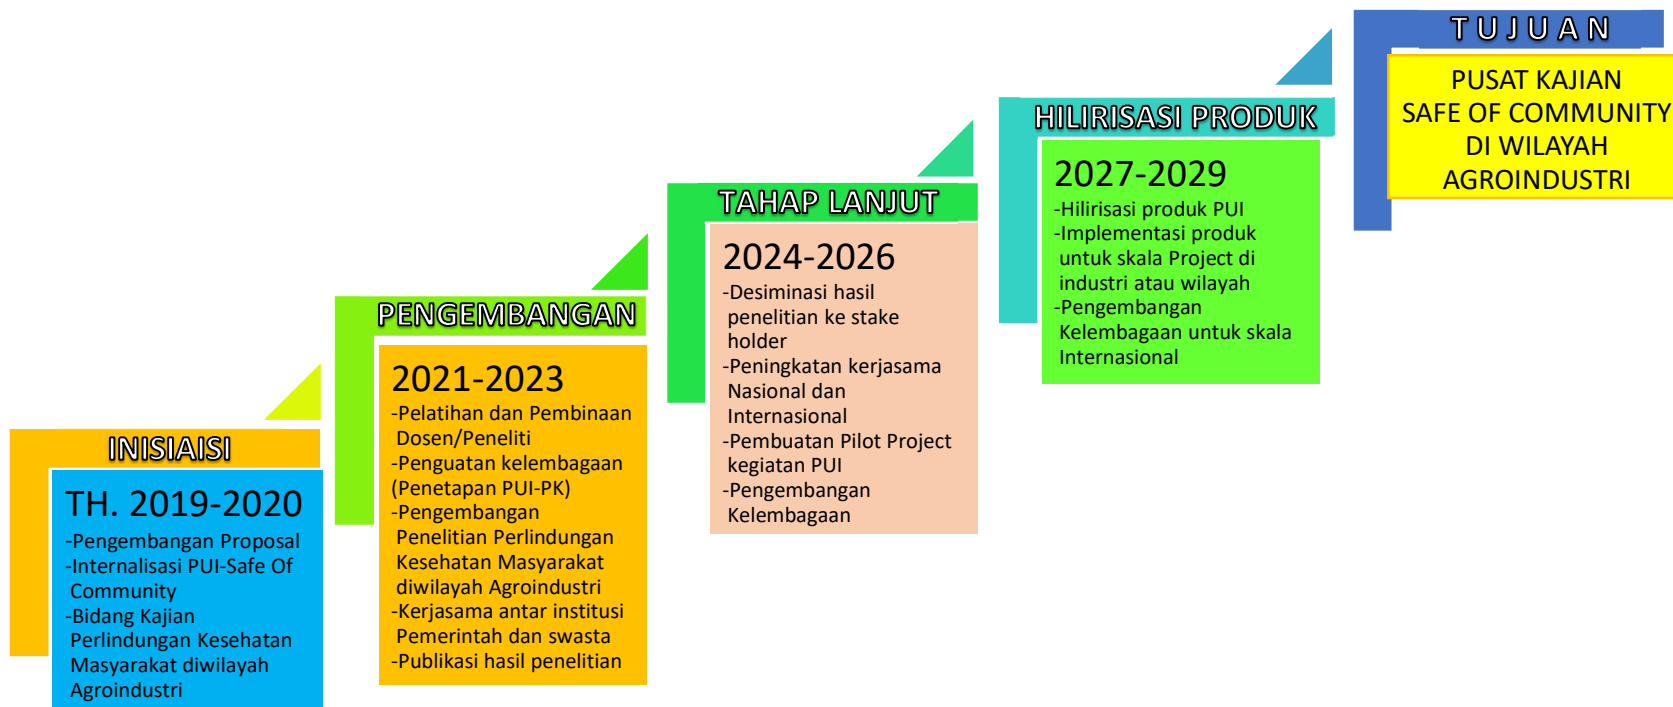 INISIAISI
TH. 2019-2020
-Pengembangan Proposal
-Internalisasi PUI-Safe Of
Community
-Bidang Kajian
Perlindungan Kesehatan
Masyarakat diwilayah
Agroindustri
PENGEMBANGAN
2021-2023
-Pelatihan dan Pembinaan
Dosen/Peneliti
-Penguatan kelembagaan
(Penetapan PUI-PK)
-Pengembangan
Penelitian Perlindungan
Kesehatan Masyarakat
diwilayah Agroindustri
-Kerjasama antar institusi
Pemerintah dan swasta
-Publikasi hasil penelitian
TAHAP LANJUT
2024-2026
-Desiminasi hasil
penelitian ke stake
holder
-Peningkatan kerjasama
Nasional dan
Internasional
-Pembuatan Pilot Project
kegiatan PUI
-Pengembangan
Kelembagaan
HILIRISASI PRODUK
2027-2029
-Hilirisasi produk PUI
-Implementasi produk
untuk skala Project di
industri atau wilayah
-Pengembangan
Kelembagaan untuk skala
Internasional
T U J U A N
PUSAT KAJIAN
SAFE OF COMMUNITY
DI WILAYAH
AGROINDUSTRI